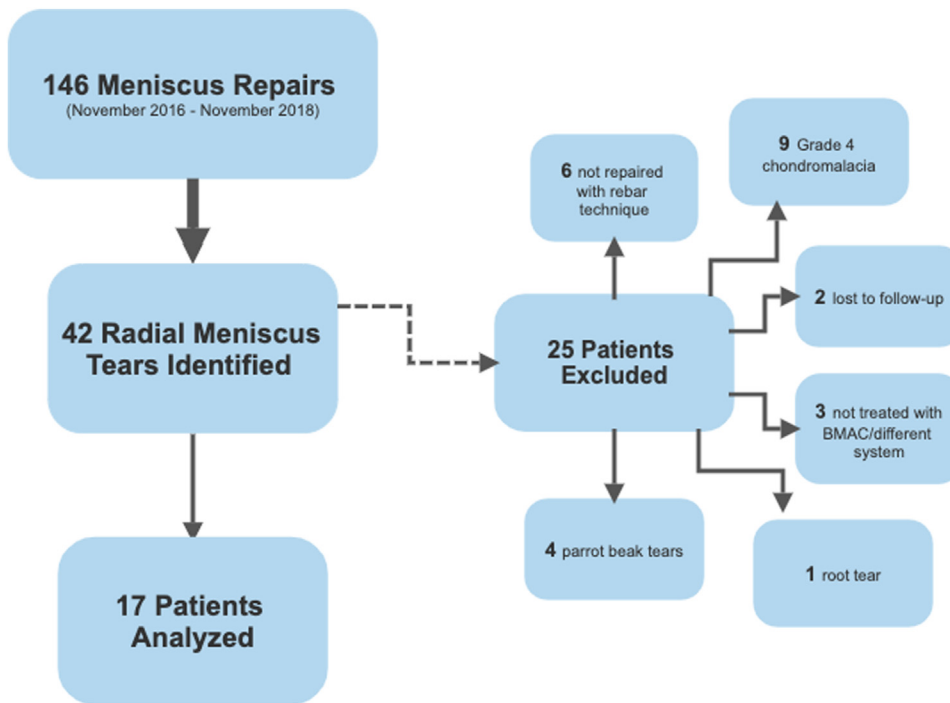 146 Meniscus Repairs
(November 2016 - November 2018)
42 Radial Meniscus
Tears Identified
17 Patients
Analyzed
25 Patients
Excluded
6 not repaired
with rebar
technique
9 Grade 4
chondromalacia
2 lost to follow-up
3 not treated with
BMAC/different
system
1 root tear
4 parrot beak tears